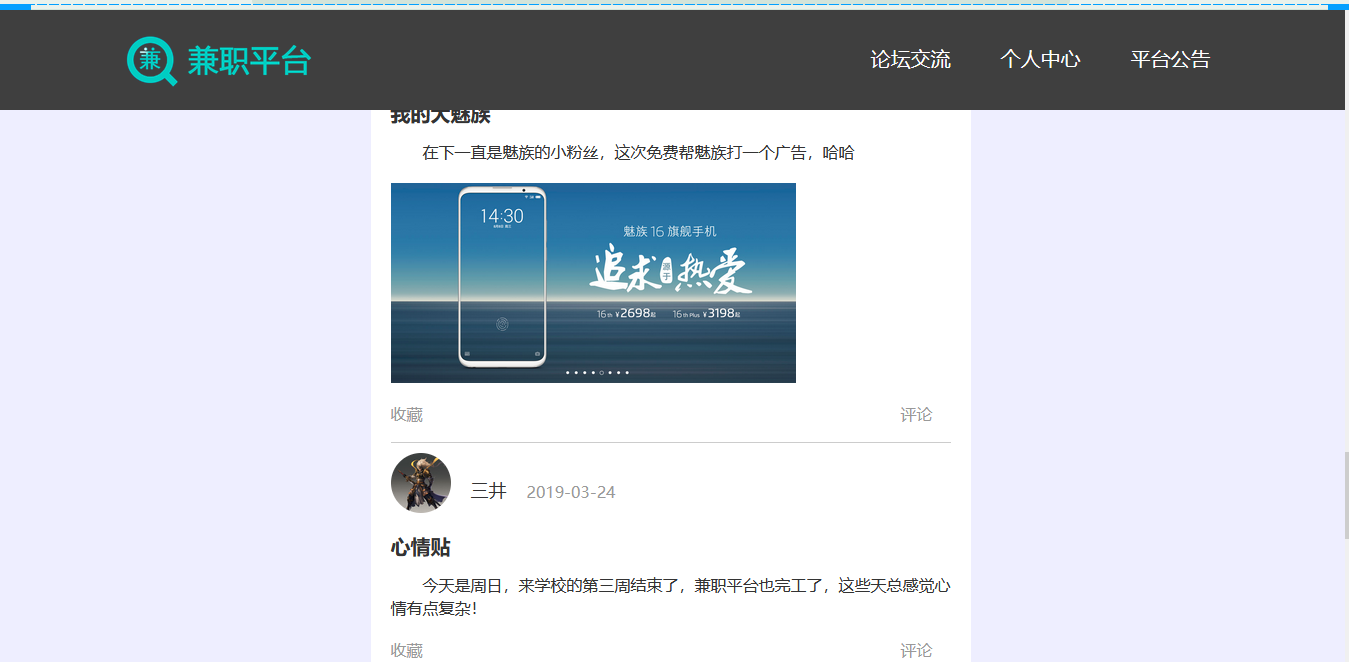 兼 兼职平台
论坛交流 个人中心 平台公告
我的大魅族
在下一直是魅族的小粉丝，这次免费帮魅族打一个广告，哈哈
14:30
魅族 16 旗舰手机
追求源于热爱
16th ¥2698起 16th Plus ¥3198起
收藏 评论
三井 2019-03-24
心情贴
今天是周日，来学校的第三周结束了，兼职平台也完工了，这些天总感觉心
情有点复杂！
收藏 评论